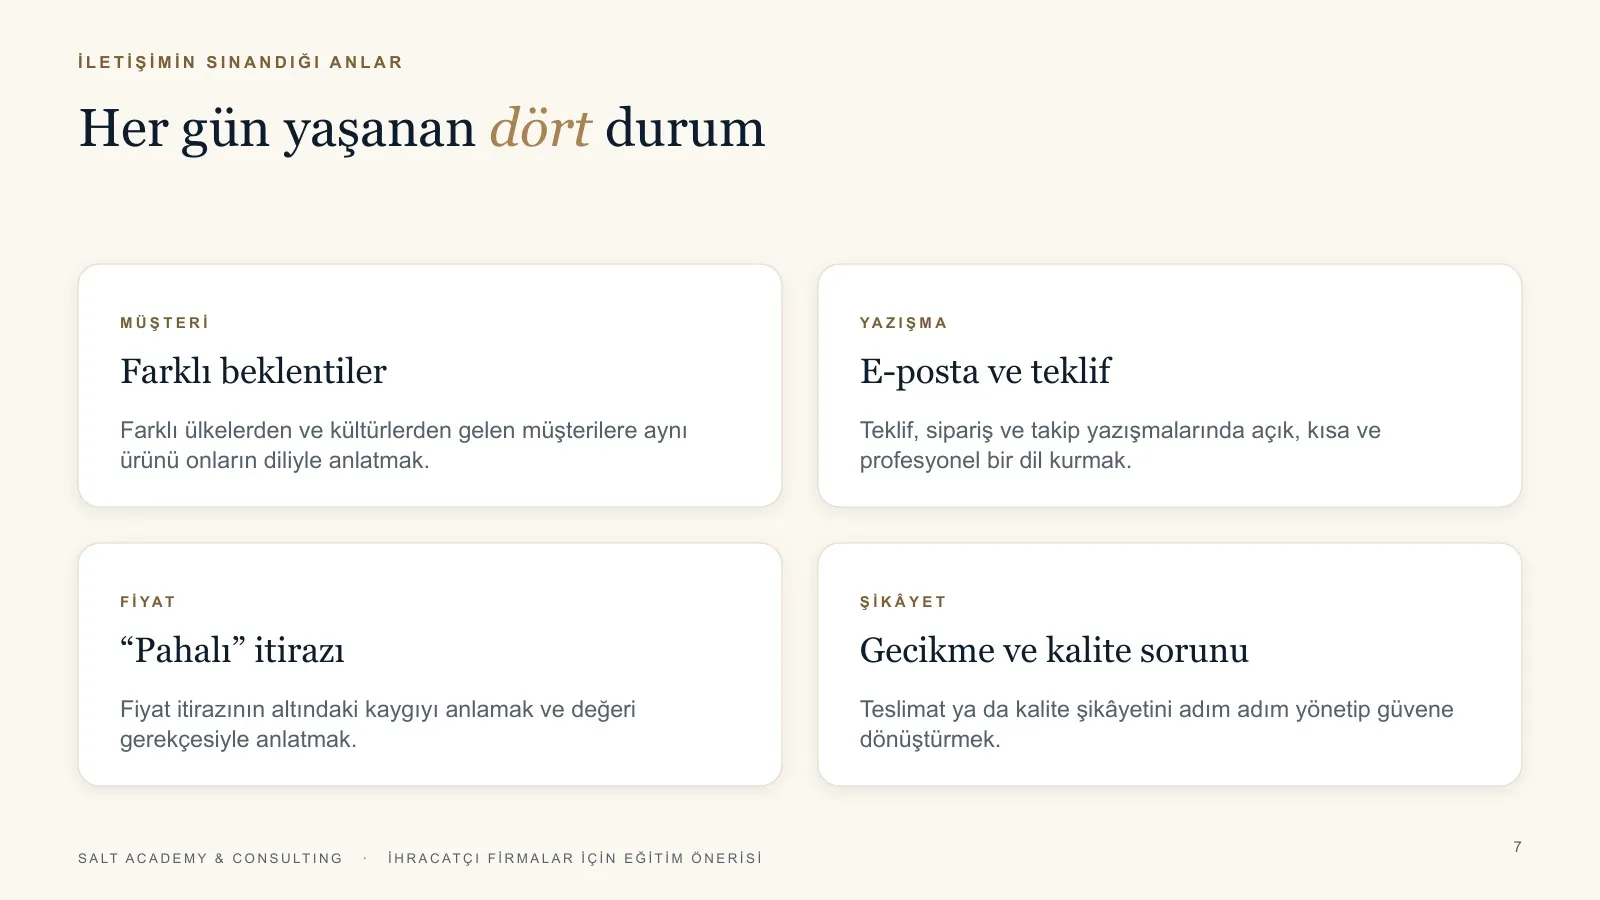 İLETİŞİMİN SINANDIĞI ANLAR
Her gün yaşanan dört durum
MÜŞTERİ
Farklı beklentiler
Farklı ülkelerden ve kültürlerden gelen müşterilere aynı
ürünü onların diliyle anlatmak.
YAZIŞMA
E-posta ve teklif
Teklif, sipariş ve takip yazışmalarında açık, kısa ve
profesyonel bir dil kurmak.
FİYAT
“Pahalı” itirazı
Fiyat itirazının altındaki kaygıyı anlamak ve değeri
gerekçesiyle anlatmak.
ŞİKÂYET
Gecikme ve kalite sorunu
Teslimat ya da kalite şikâyetini adım adım yönetip güvene
dönüştürmek.
SALT ACADEMY & CONSULTING · İHRACATÇI FİRMALAR İÇİN EĞİTİM ÖNERİSİ
7